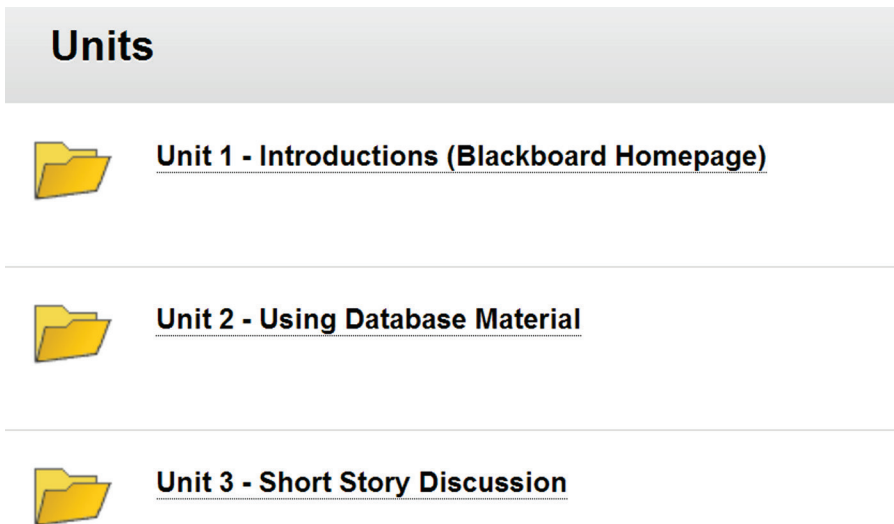 Units
Unit 1 - Introductions (Blackboard Homepage)
Unit 2 - Using Database Material
Unit 3 - Short Story Discussion